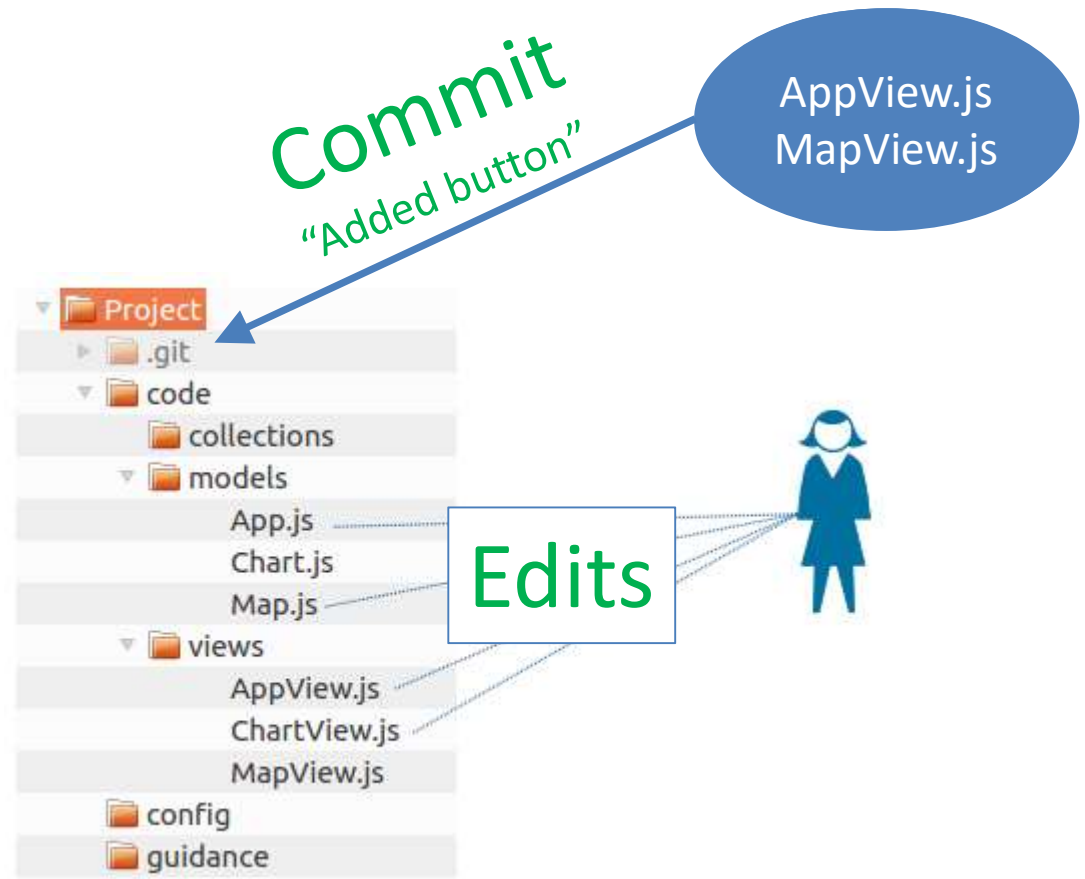 Commit
“Added button”
AppView.js
MapView.js
Project
.git
code
collections
models
App.js
Chart.js
Map.js
views
AppView.js
ChartView.js
MapView.js
config
guidance
Edits